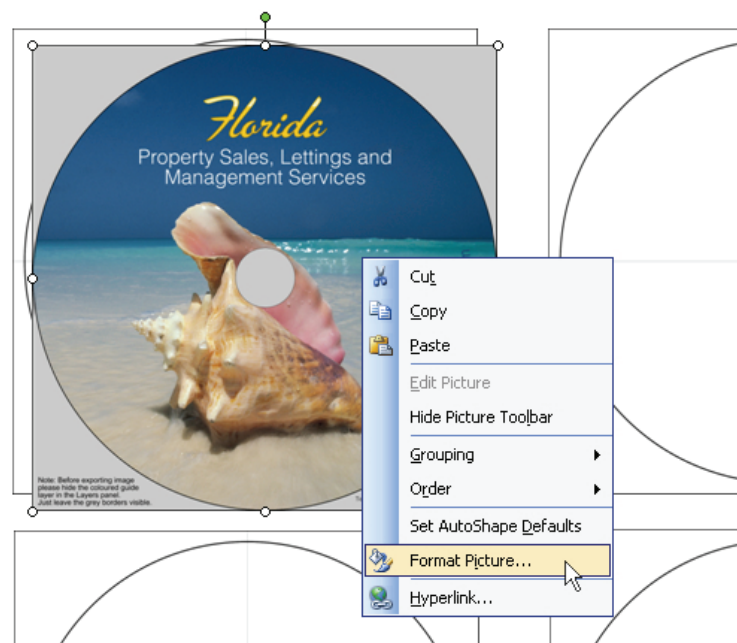 Florida
Property Sales, Lettings and
Management Services
Cut
Copy
Paste
Edit Picture
Hide Picture Toolbar
Grouping
Order
Set AutoShape Defaults
Format Picture...
Hyperlink...
Note: Before exporting image
please hide the coloured guide
layer in the Layers panel.
Just leave the grey borders visible.